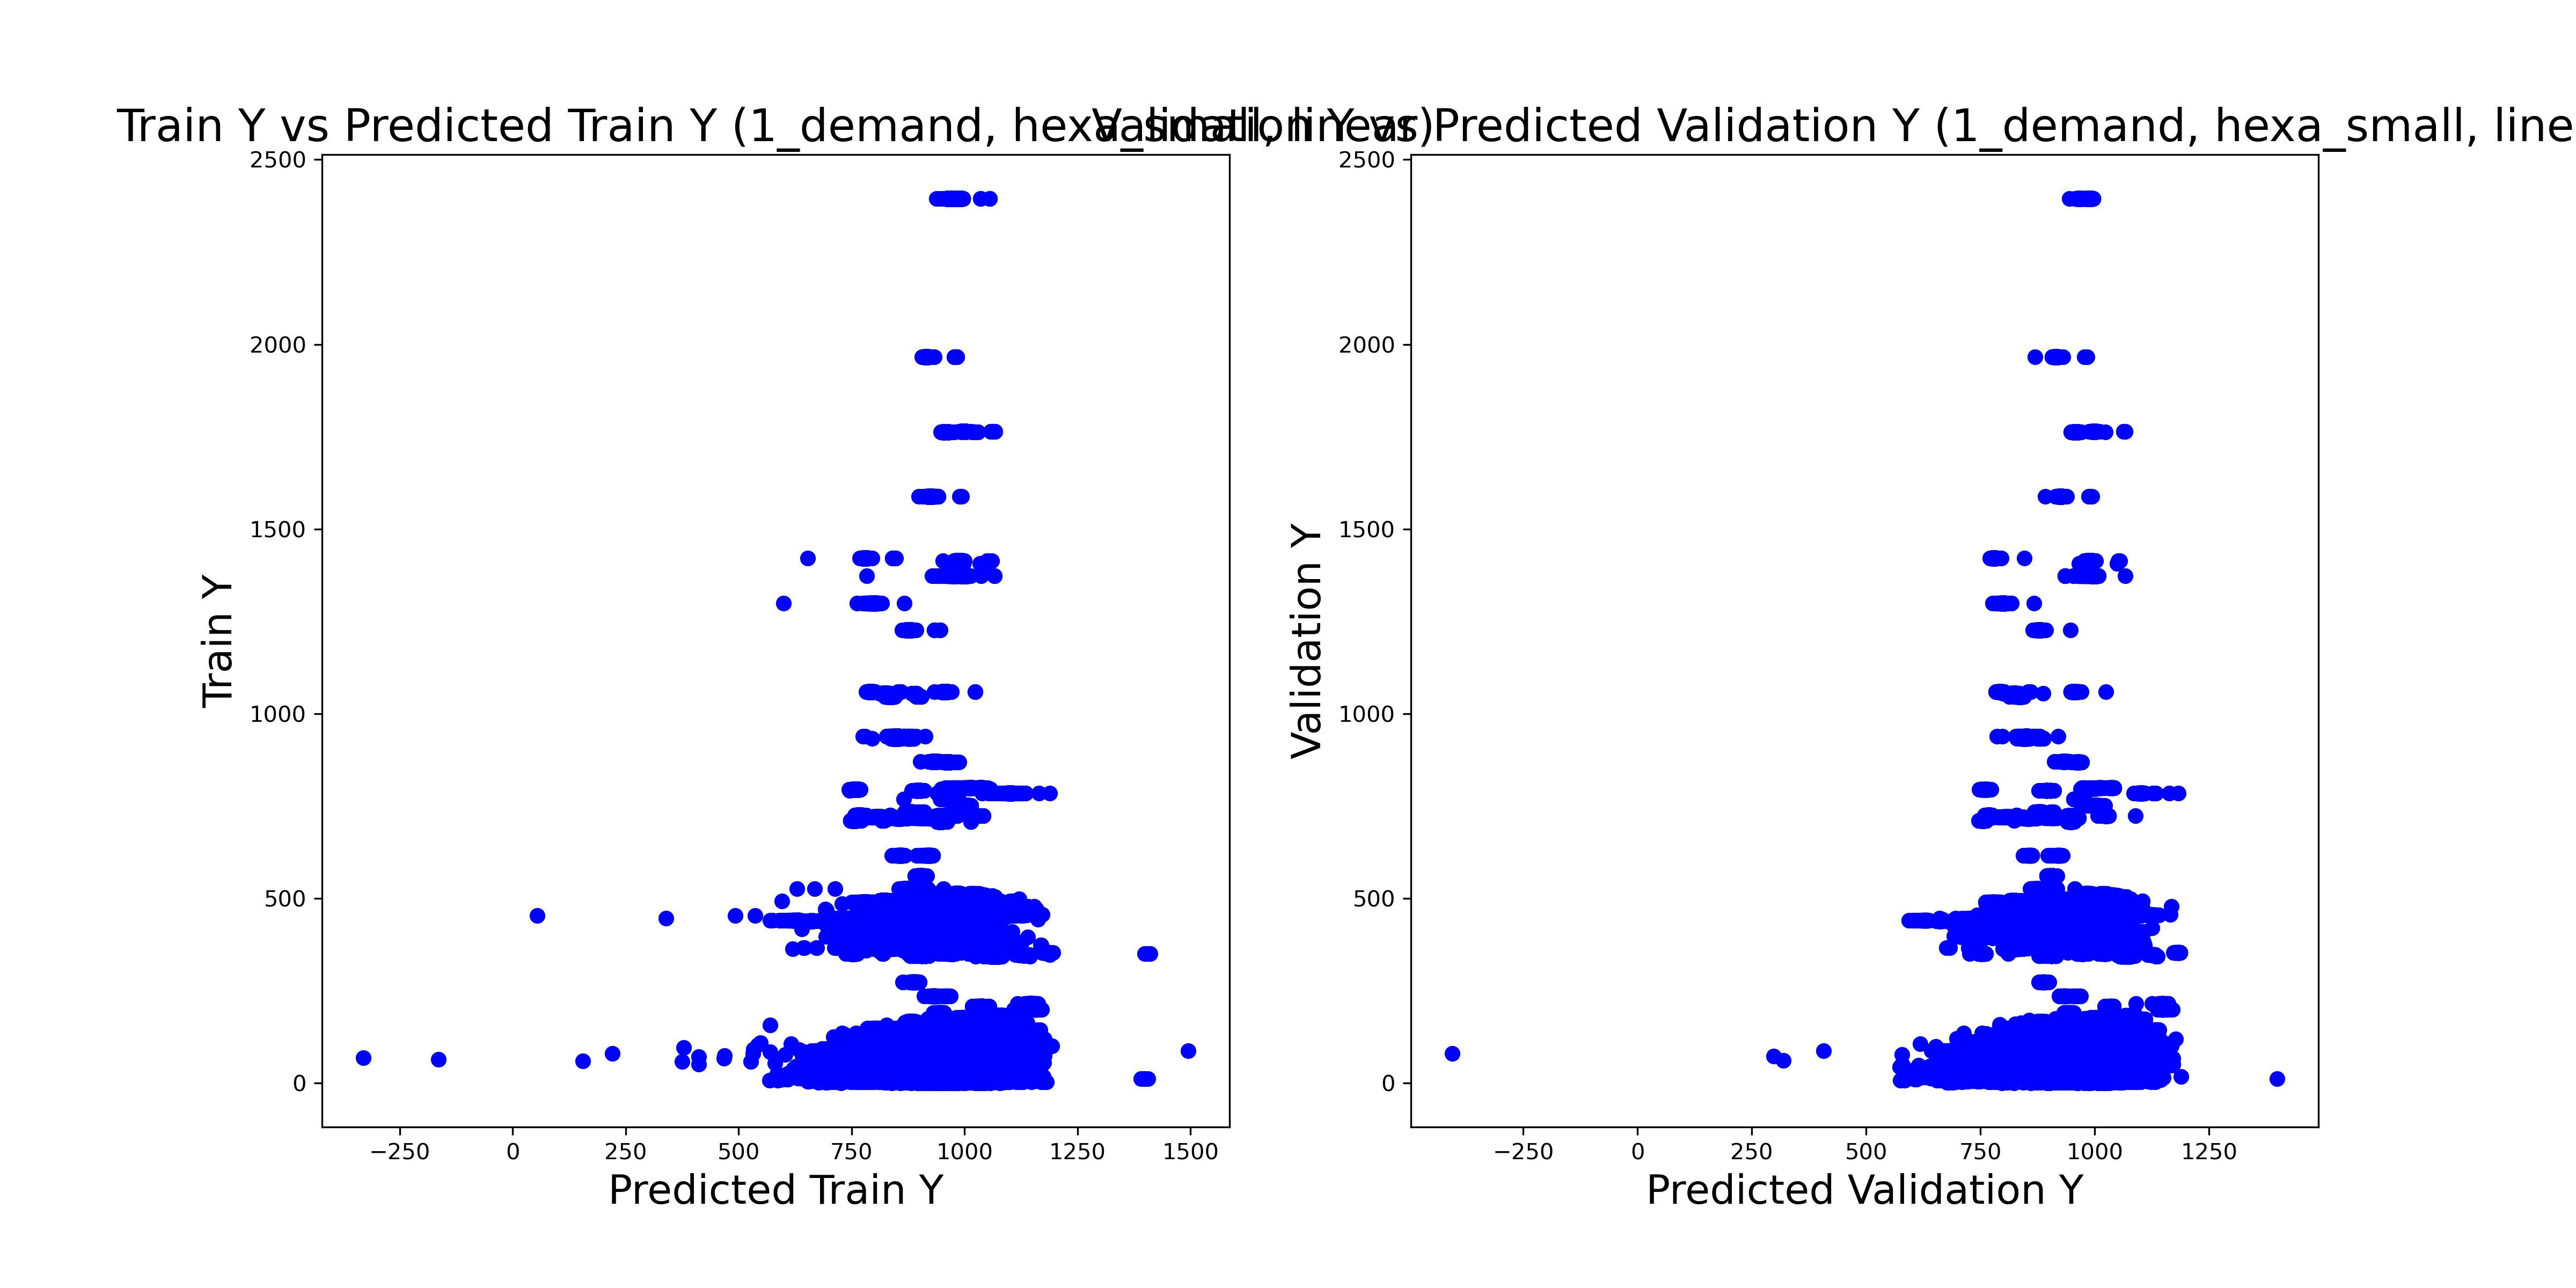 Train Y vs Predicted Train Y (1_demand, hexa_small, linear)
Validation Y vs Predicted Validation Y (1_demand, hexa_small, line
2500
2000
1500
1000
500
0
Train Y
−250 0 250 500 750 1000 1250 1500
Predicted Train Y
2500
2000
1500
1000
500
0
Validation Y
−250 0 250 500 750 1000 1250
Predicted Validation Y